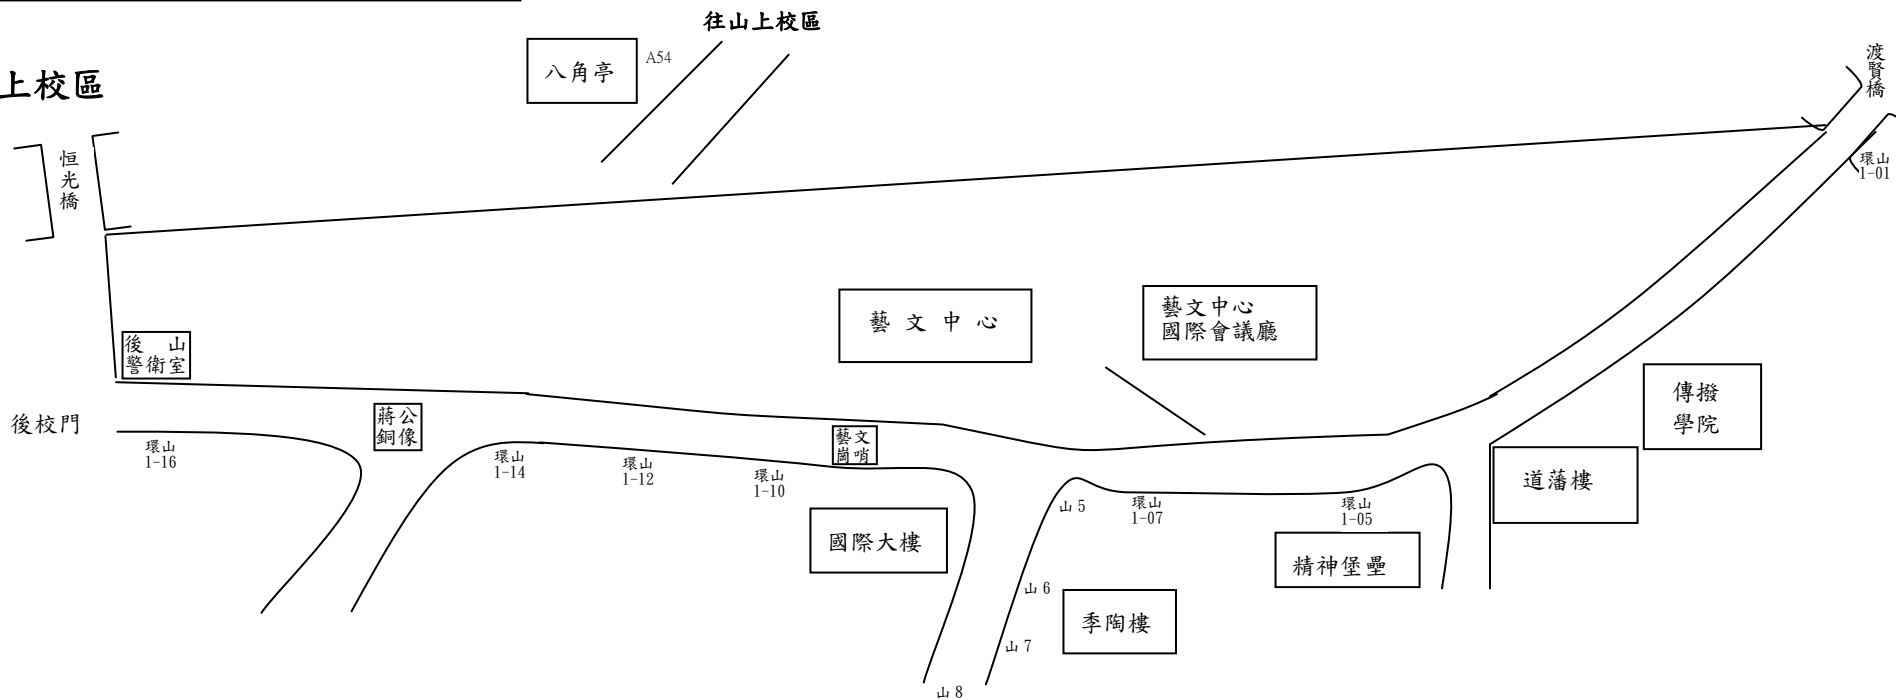 往山上校區
八角亭
A54
上校區
渡賢橋
恒光橋
環山
1-01
藝 文 中 心
藝文中心
國際會議廳
後 山
警衛室
傳撥
學院
後校門
蔣公
銅像
環山
1-16
環山
1-14
環山
1-12
環山
1-10
藝文
崗哨
道藩樓
山 5
環山
1-07
環山
1-05
國際大樓
精神堡壘
山 6
季陶樓
山 7
山 8